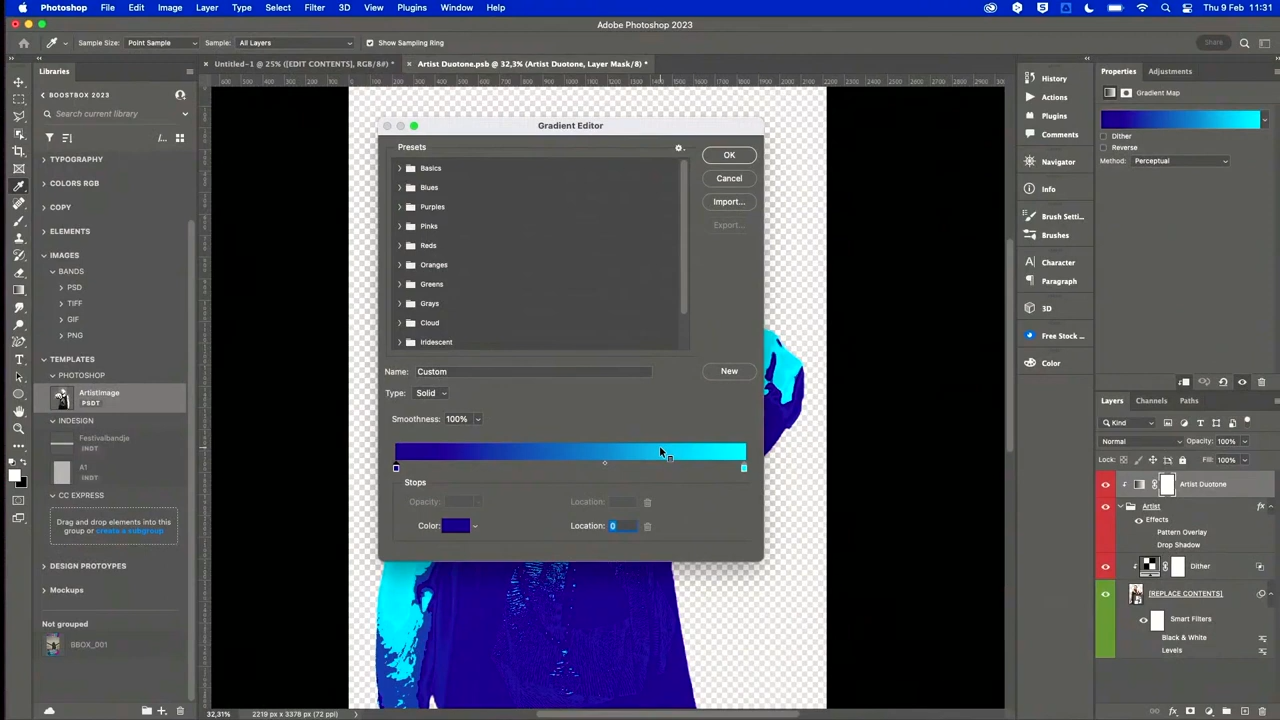 Photoshop File Edit Image Layer Type Select Filter 3D View Plugins Window Help Thu 9 Feb 11:31
Adobe Photoshop 2023
Sample Size: Point Sample Sample: All Layers Show Sampling Ring Share
Libraries
Untitled-1 @ 25% ([EDIT CONTENTS], RGB/8#) *
Artist Duotone.psb @ 32,3% (Artist Duotone, Layer Mask/8) *
BOOSTBOX 2023
Search current library
TYPOGRAPHY
COLORS RGB
COPY
ELEMENTS
IMAGES
BANDS
PSD
TIFF
GIF
PNG
TEMPLATES
PHOTOSHOP
ArtistImage
PSDT
INDESIGN
Festivalbandje
INDT
A1
INDT
CC EXPRESS
Drag and drop elements into this
group or create a subgroup.
DESIGN PROTOYPES
Mockups
Not grouped
BBOX_001
Gradient Editor
Presets
Basics
Blues
Purples
Pinks
Reds
Oranges
Greens
Grays
Cloud
Iridescent
OK
Cancel
Import...
Export...
Name: Custom
New
Type: Solid
Smoothness: 100%
Stops
Opacity: Location:
Color: Location: 0
32,31% 2219 px x 3378 px (72 ppi)
History
Actions
Comments
Navigator
Info
Brush Setti...
Brushes
Character
Paragraph
3D
Free Stock ...
Color
Properties Adjustments
Gradient Map
Dither
Reverse
Method: Perceptual
Layers Channels Paths
Kind
Normal Opacity: 100%
Lock: Fill: 100%
Artist Duotone
Artist fx
Effects
Pattern Overlay
Drop Shadow
Dither
[REPLACE CONTENTS]
Smart Filters
Black & White
Levels